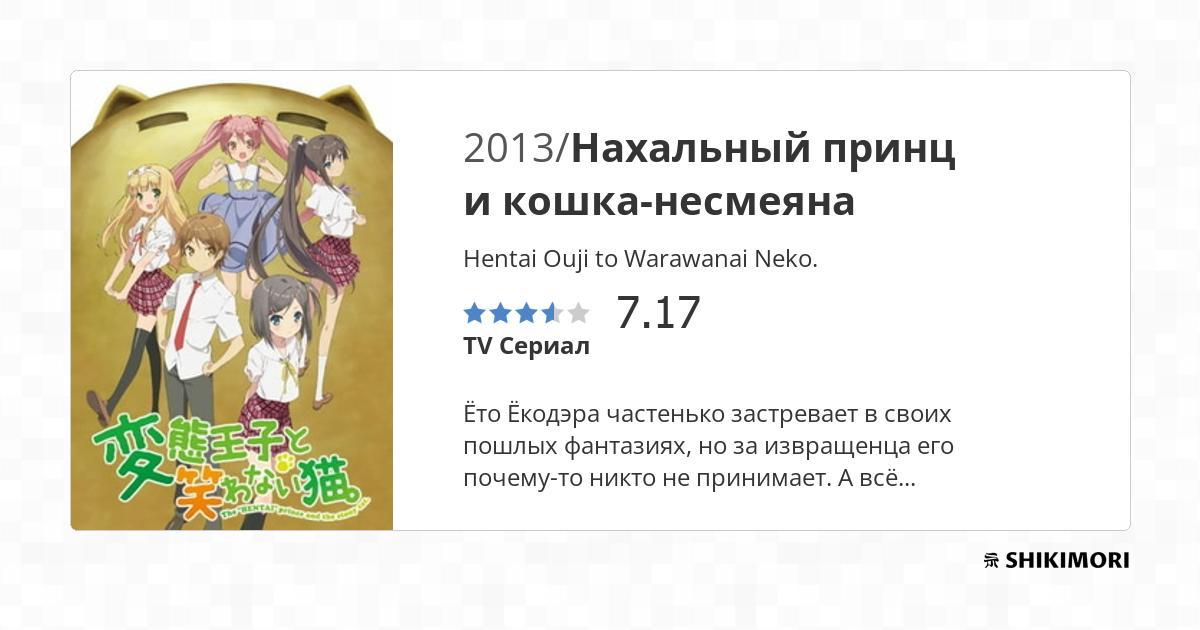 変態王子と
笑わない猫。
The "HENTAI" prince and the stony cat.
2013/Нахальный принц
и кошка-несмеяна
Hentai Ouji to Warawanai Neko.
7.17
TV Сериал
Ёто Ёкодэра частенько застревает в своих
пошлых фантазиях, но за извращенца его
почему-то никто не принимает. А всё...
SHIKIMORI